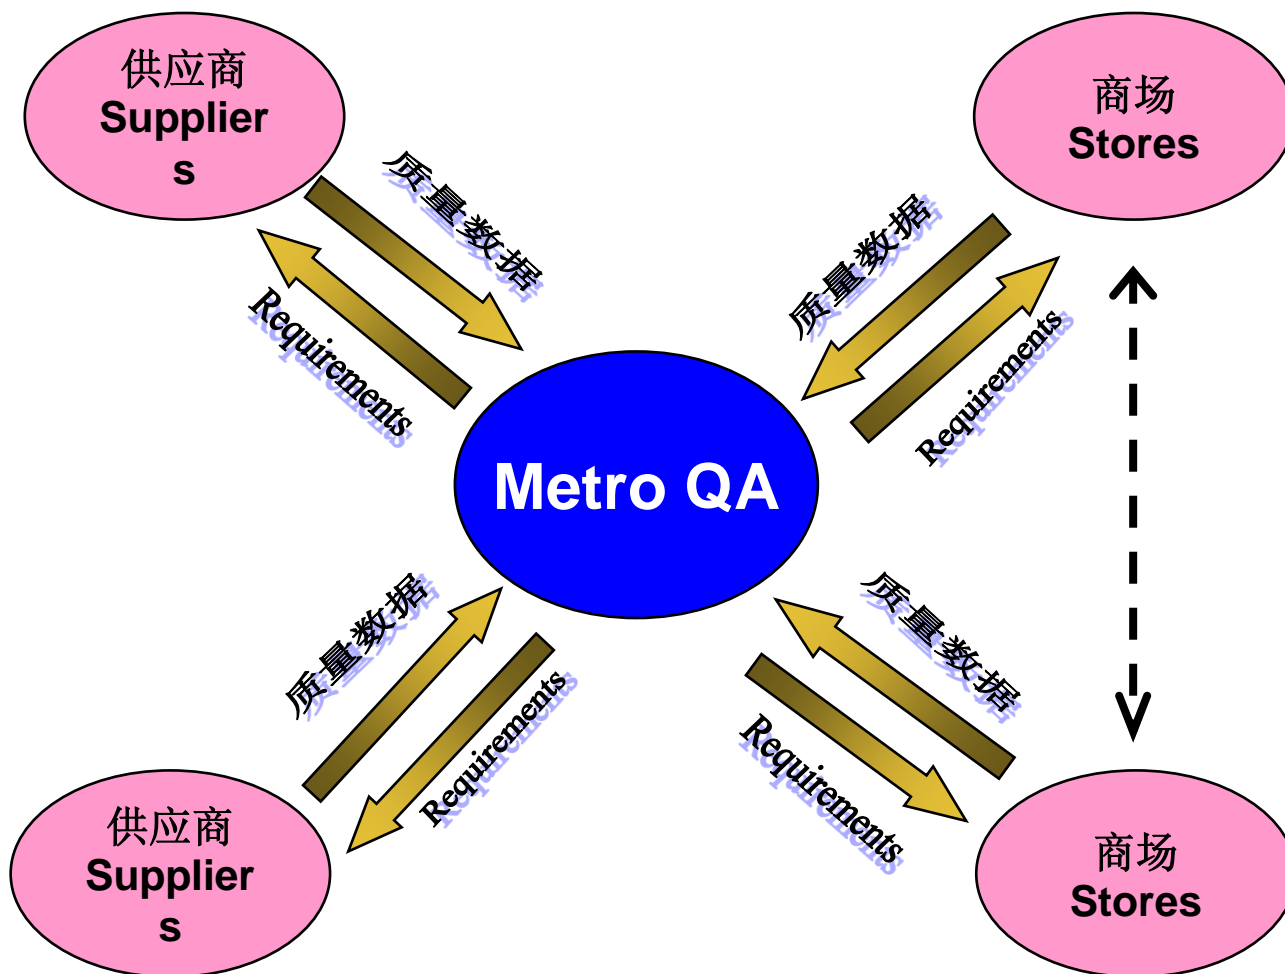 供应商
Supplier
s
商场
Stores
质量数据
Requirements
质量数据
Requirements
Metro QA
质量数据
Requirements
质量数据
Requirements
供应商
Supplier
s
商场
Stores